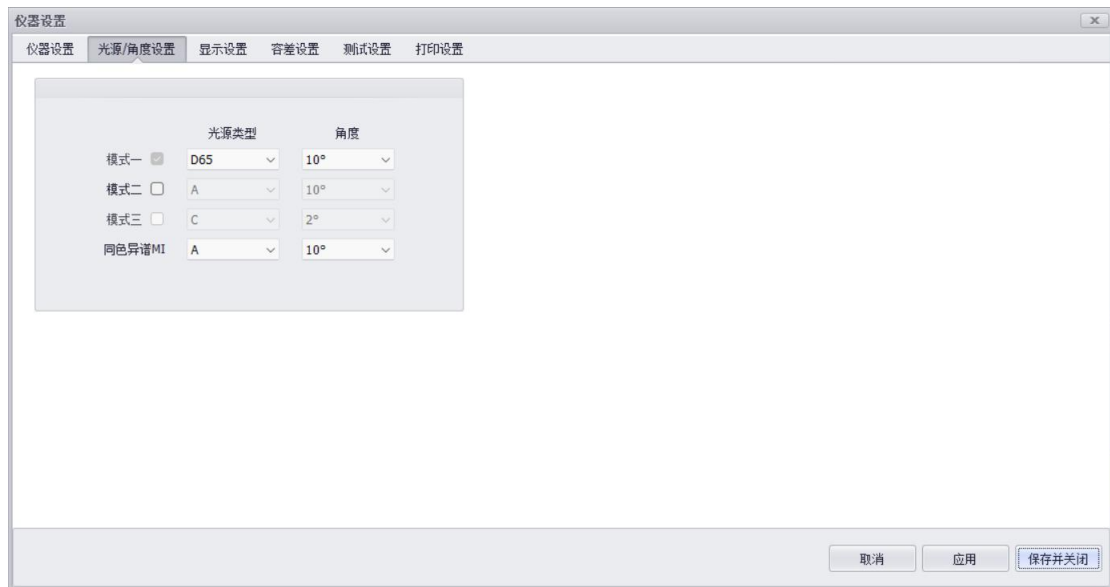 仪器设置
仪器设置 光源/角度设置 显示设置 容差设置 测试设置 打印设置
光源类型 角度
模式一 D65 10°
模式二 A 10°
模式三 C 2°
同色异谱MI A 10°
取消 应用 保存并关闭